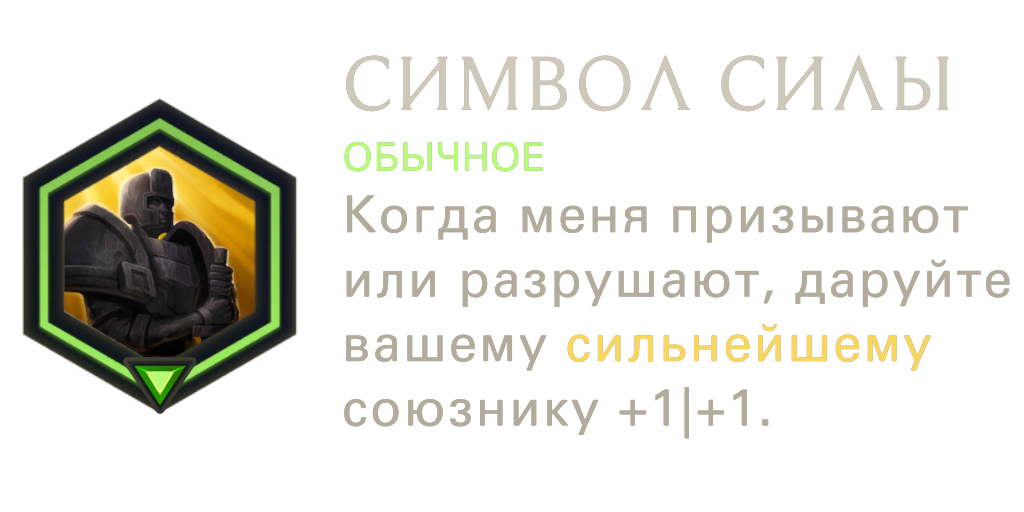 СИМВОЛ СИЛЫ
ОБЫЧНОЕ
Когда меня призывают
или разрушают, даруйте
вашему сильнейшему
союзнику +1|+1.